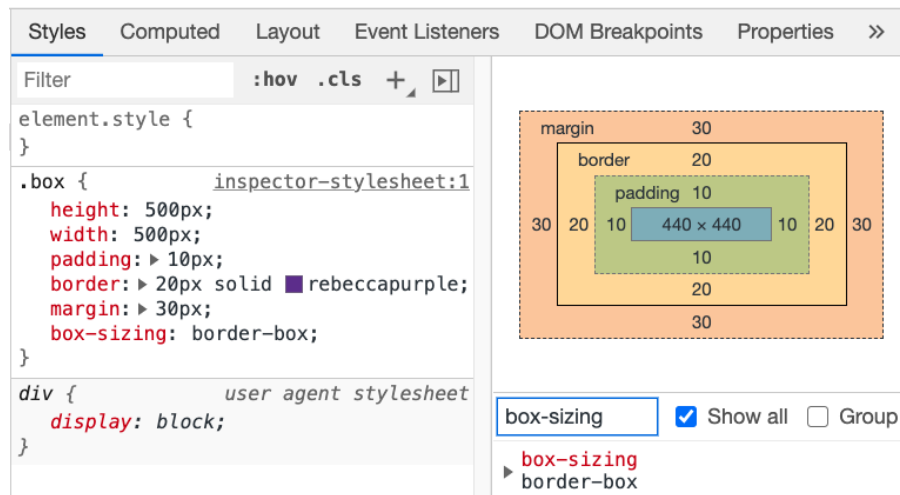 Styles Computed Layout Event Listeners DOM Breakpoints Properties »
Filter :hov .cls +
element.style {
}
.box { inspector-stylesheet:1
height: 500px;
width: 500px;
padding: 10px;
border: 20px solid rebeccapurple;
margin: 30px;
box-sizing: border-box;
}
div { user agent stylesheet
display: block;
}
margin 30
border 20
padding 10
30 20 10 440 × 440 10 20 30
10
20
30
box-sizing Show all Group
box-sizing
border-box